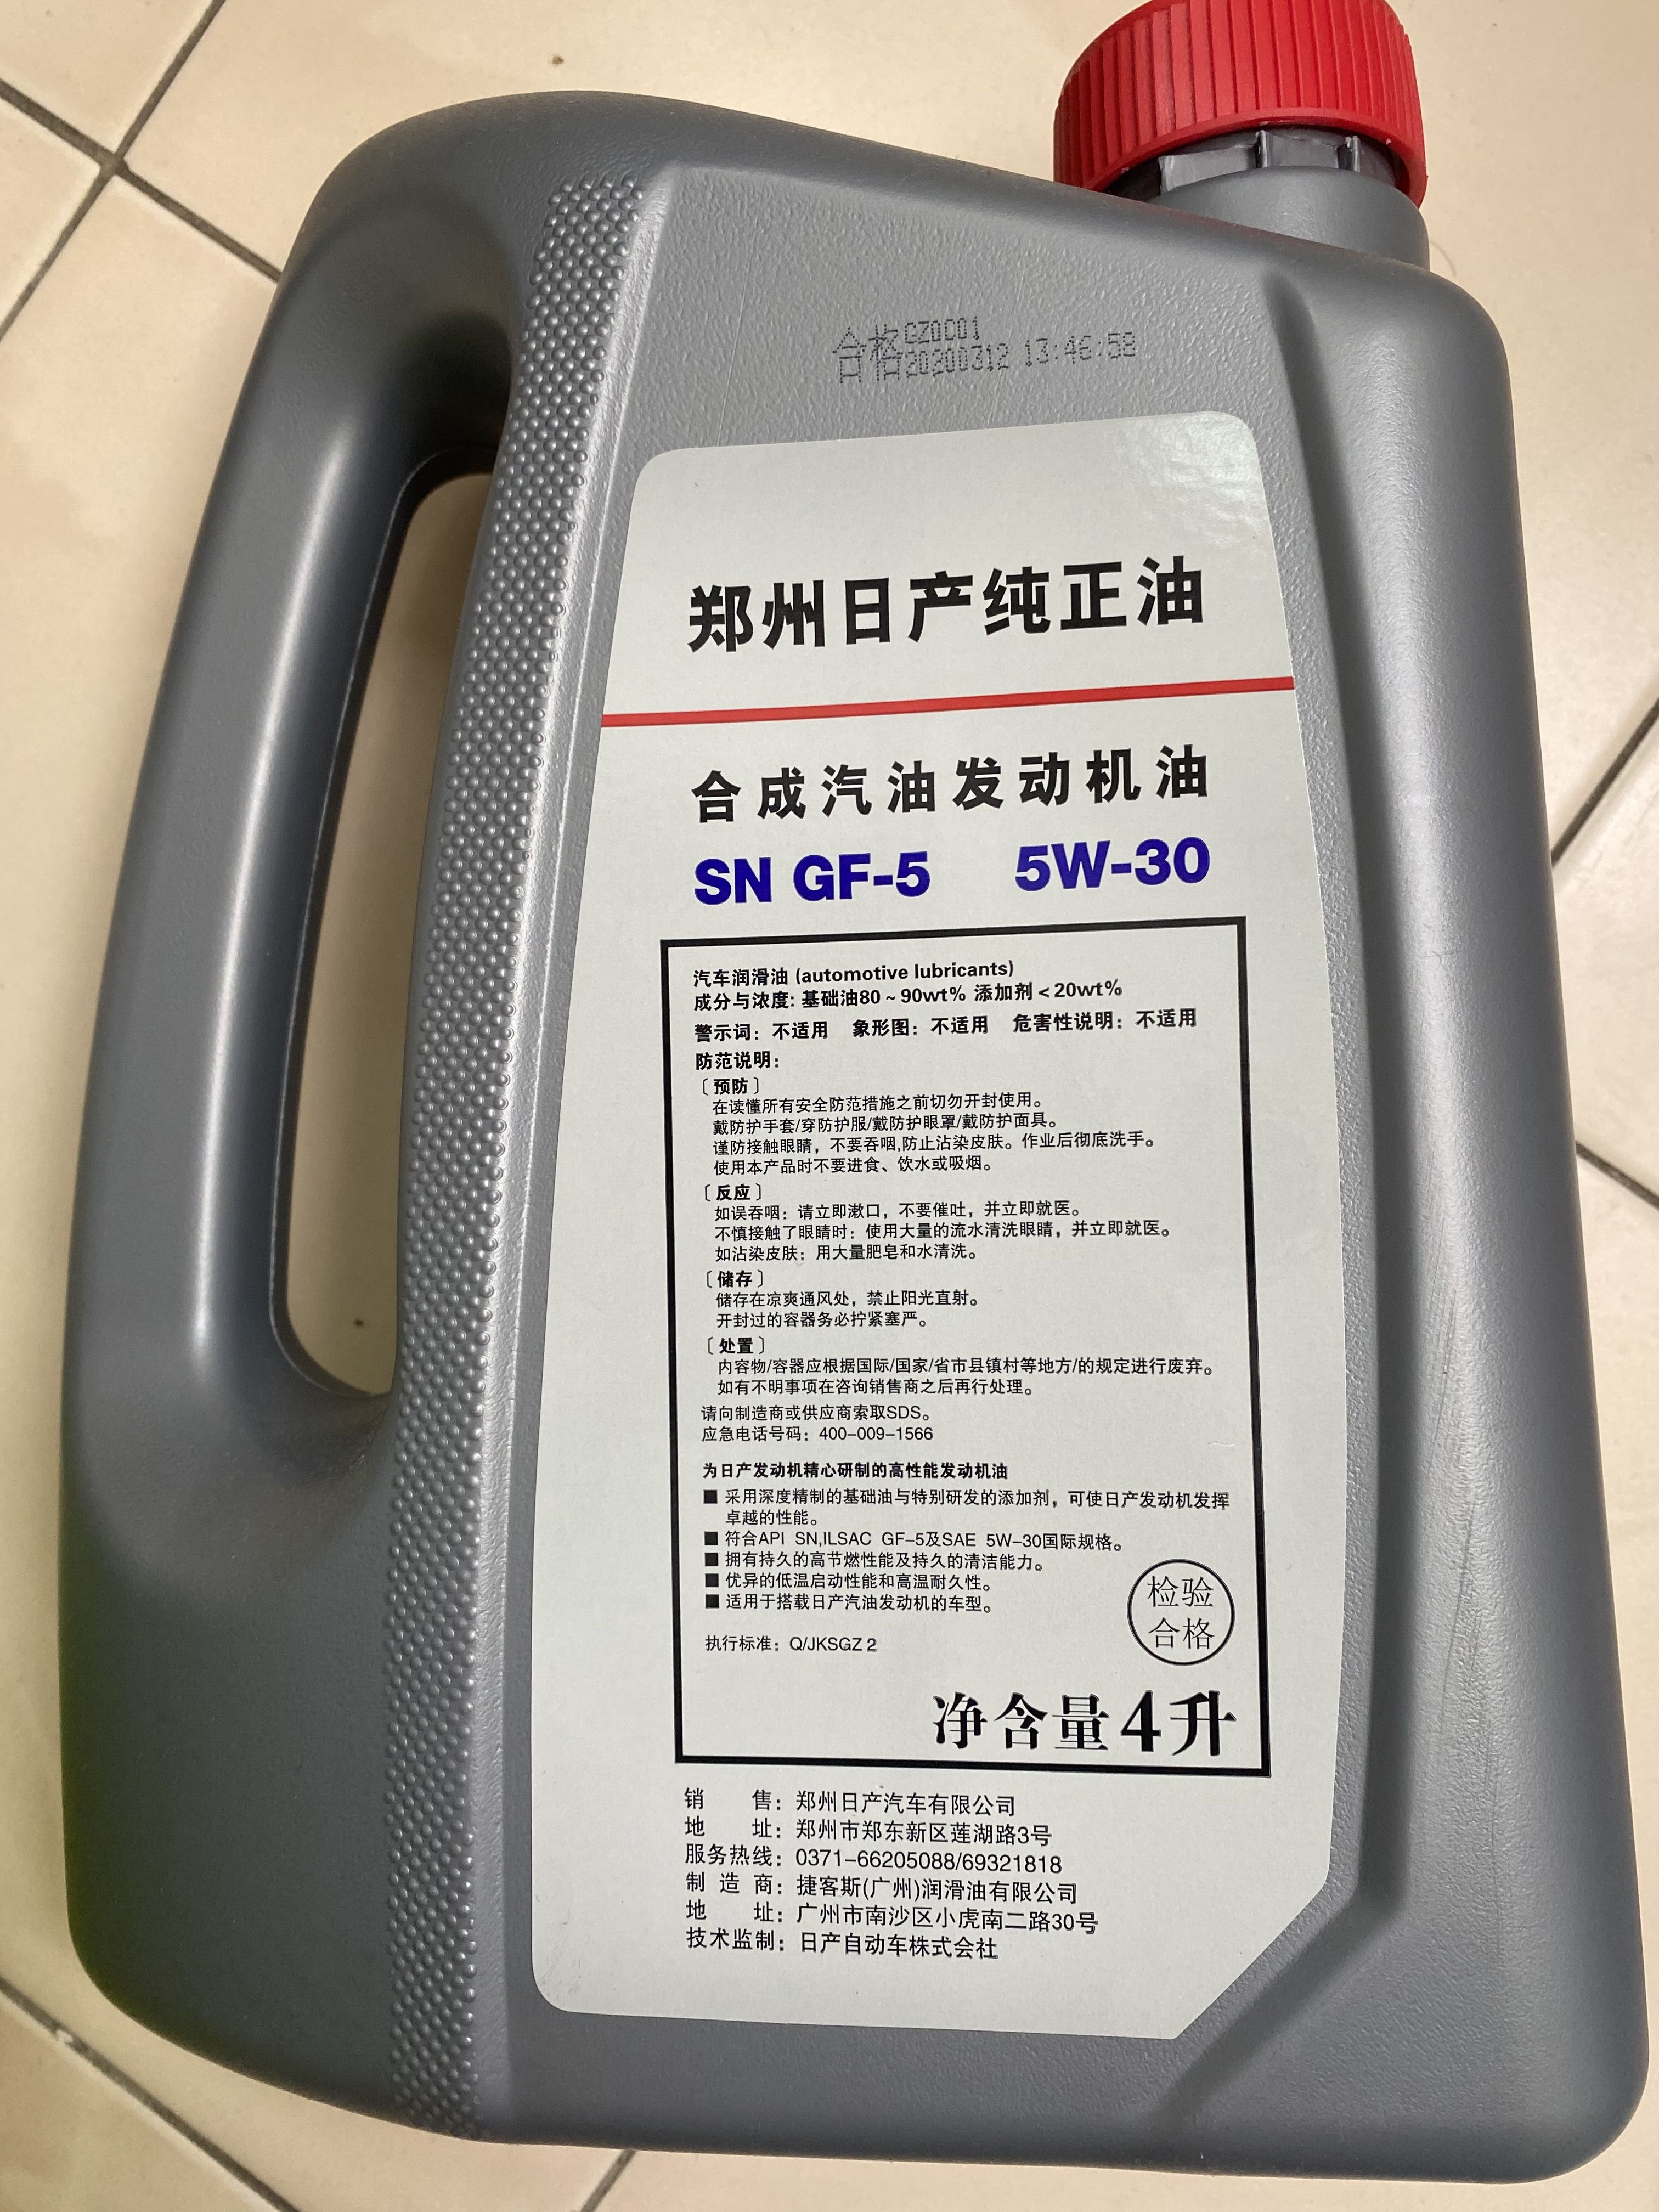 合格CZ0C01
20200312 13:46:58
郑州日产纯正油
合成汽油发动机油
SN GF-5 5W-30
汽车润滑油 (automotive lubricants)
成分与浓度: 基础油80~90wt% 添加剂<20wt%
警示词：不适用 象形图：不适用 危害性说明：不适用
防范说明：
〔预防〕
在读懂所有安全防范措施之前切勿开封使用。
戴防护手套/穿防护服/戴防护眼罩/戴防护面具。
谨防接触眼睛，不要吞咽,防止沾染皮肤。作业后彻底洗手。
使用本产品时不要进食、饮水或吸烟。
〔反应〕
如误吞咽：请立即漱口，不要催吐，并立即就医。
不慎接触了眼睛时：使用大量的流水清洗眼睛，并立即就医。
如沾染皮肤：用大量肥皂和水清洗。
〔储存〕
储存在凉爽通风处，禁止阳光直射。
开封过的容器务必拧紧塞严。
〔处置〕
内容物/容器应根据国际/国家/省市县镇村等地方/的规定进行废弃。
如有不明事项在咨询销售商之后再行处理。
请向制造商或供应商索取SDS。
应急电话号码：400-009-1566
为日产发动机精心研制的高性能发动机油
■ 采用深度精制的基础油与特别研发的添加剂，可使日产发动机发挥
卓越的性能。
■ 符合API SN,ILSAC GF-5及SAE 5W-30国际规格。
■ 拥有持久的高节燃性能及持久的清洁能力。
■ 优异的低温启动性能和高温耐久性。
■ 适用于搭载日产汽油发动机的车型。
检验
合格
执行标准：Q/JKSGZ 2
净含量4升
销 售：郑州日产汽车有限公司
地 址：郑州市郑东新区莲湖路3号
服务热线：0371-66205088/69321818
制 造 商：捷客斯(广州)润滑油有限公司
地 址：广州市南沙区小虎南二路30号
技术监制：日产自动车株式会社